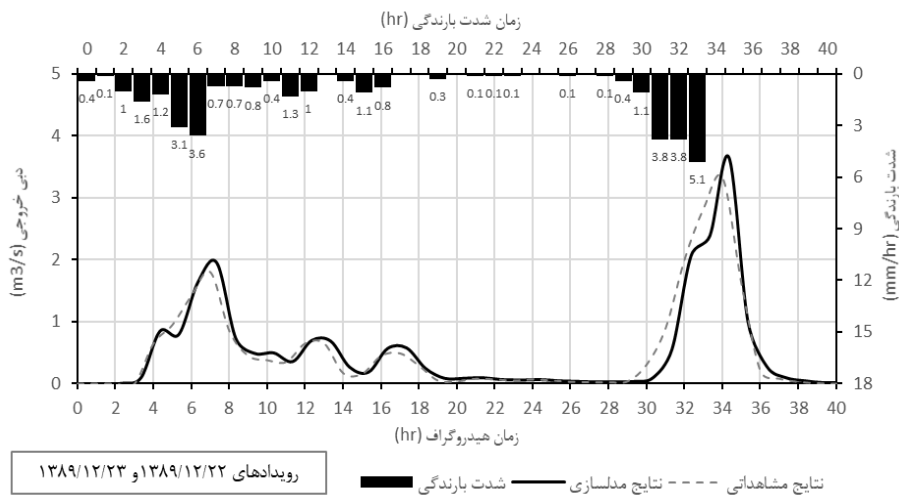 زمان شدت بارندگی (hr)
0 2 4 6 8 10 12 14 16 18 20 22 24 26 28 30 32 34 36 38 40
5 4 3 2 1 0
دبی خروجی (m3/s)
0 3 6 9 12 15 18
شدت بارندگی (mm/hr)
0.4 0.1 1 1.6 1.2 3.1 3.6 0.7 0.7 0.8 0.4 1.3 1 0.4 1.1 0.8 0.3 0.1 0.1 0.1 0.1 0.1 0.4 1.1 3.8 3.8 5.1
0 2 4 6 8 10 12 14 16 18 20 22 24 26 28 30 32 34 36 38 40
زمان هیدروگراف (hr)
رویدادهای ۱۳۸۹/۱۲/۲۲و ۱۳۸۹/۱۲/۲۳
نتایج مشاهداتی نتایج مدلسازی شدت بارندگی